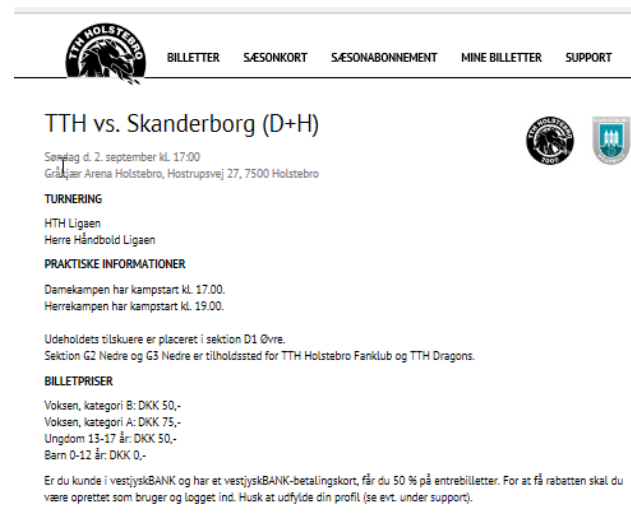 TTH HOLSTEBRO
BILLETTER SÆSONKORT SÆSONABONNEMENT MINE BILLETTER SUPPORT
TTH vs. Skanderborg (D+H)
TTH HOLSTEBRO
2000
Søndag d. 2. september kl. 17:00
Gråkjær Arena Holstebro, Hostrupsvej 27, 7500 Holstebro
TURNERING
HTH Ligaen
Herre Håndbold Ligaen
PRAKTISKE INFORMATIONER
Damekampen har kampstart kl. 17.00.
Herrekampen har kampstart kl. 19.00.
Udeholdets tilskuere er placeret i sektion D1 Øvre.
Sektion G2 Nedre og G3 Nedre er tilholdssted for TTH Holstebro Fanklub og TTH Dragons.
BILLETPRISER
Voksen, kategori B: DKK 50,-
Voksen, kategori A: DKK 75,-
Ungdom 13-17 år: DKK 50,-
Barn 0-12 år: DKK 0,-
Er du kunde i vestjyskBANK og har et vestjyskBANK-betalingskort, får du 50 % på entrebilletter. For at få rabatten skal du
være oprettet som bruger og logget ind. Husk at udfylde din profil (se evt. under support).